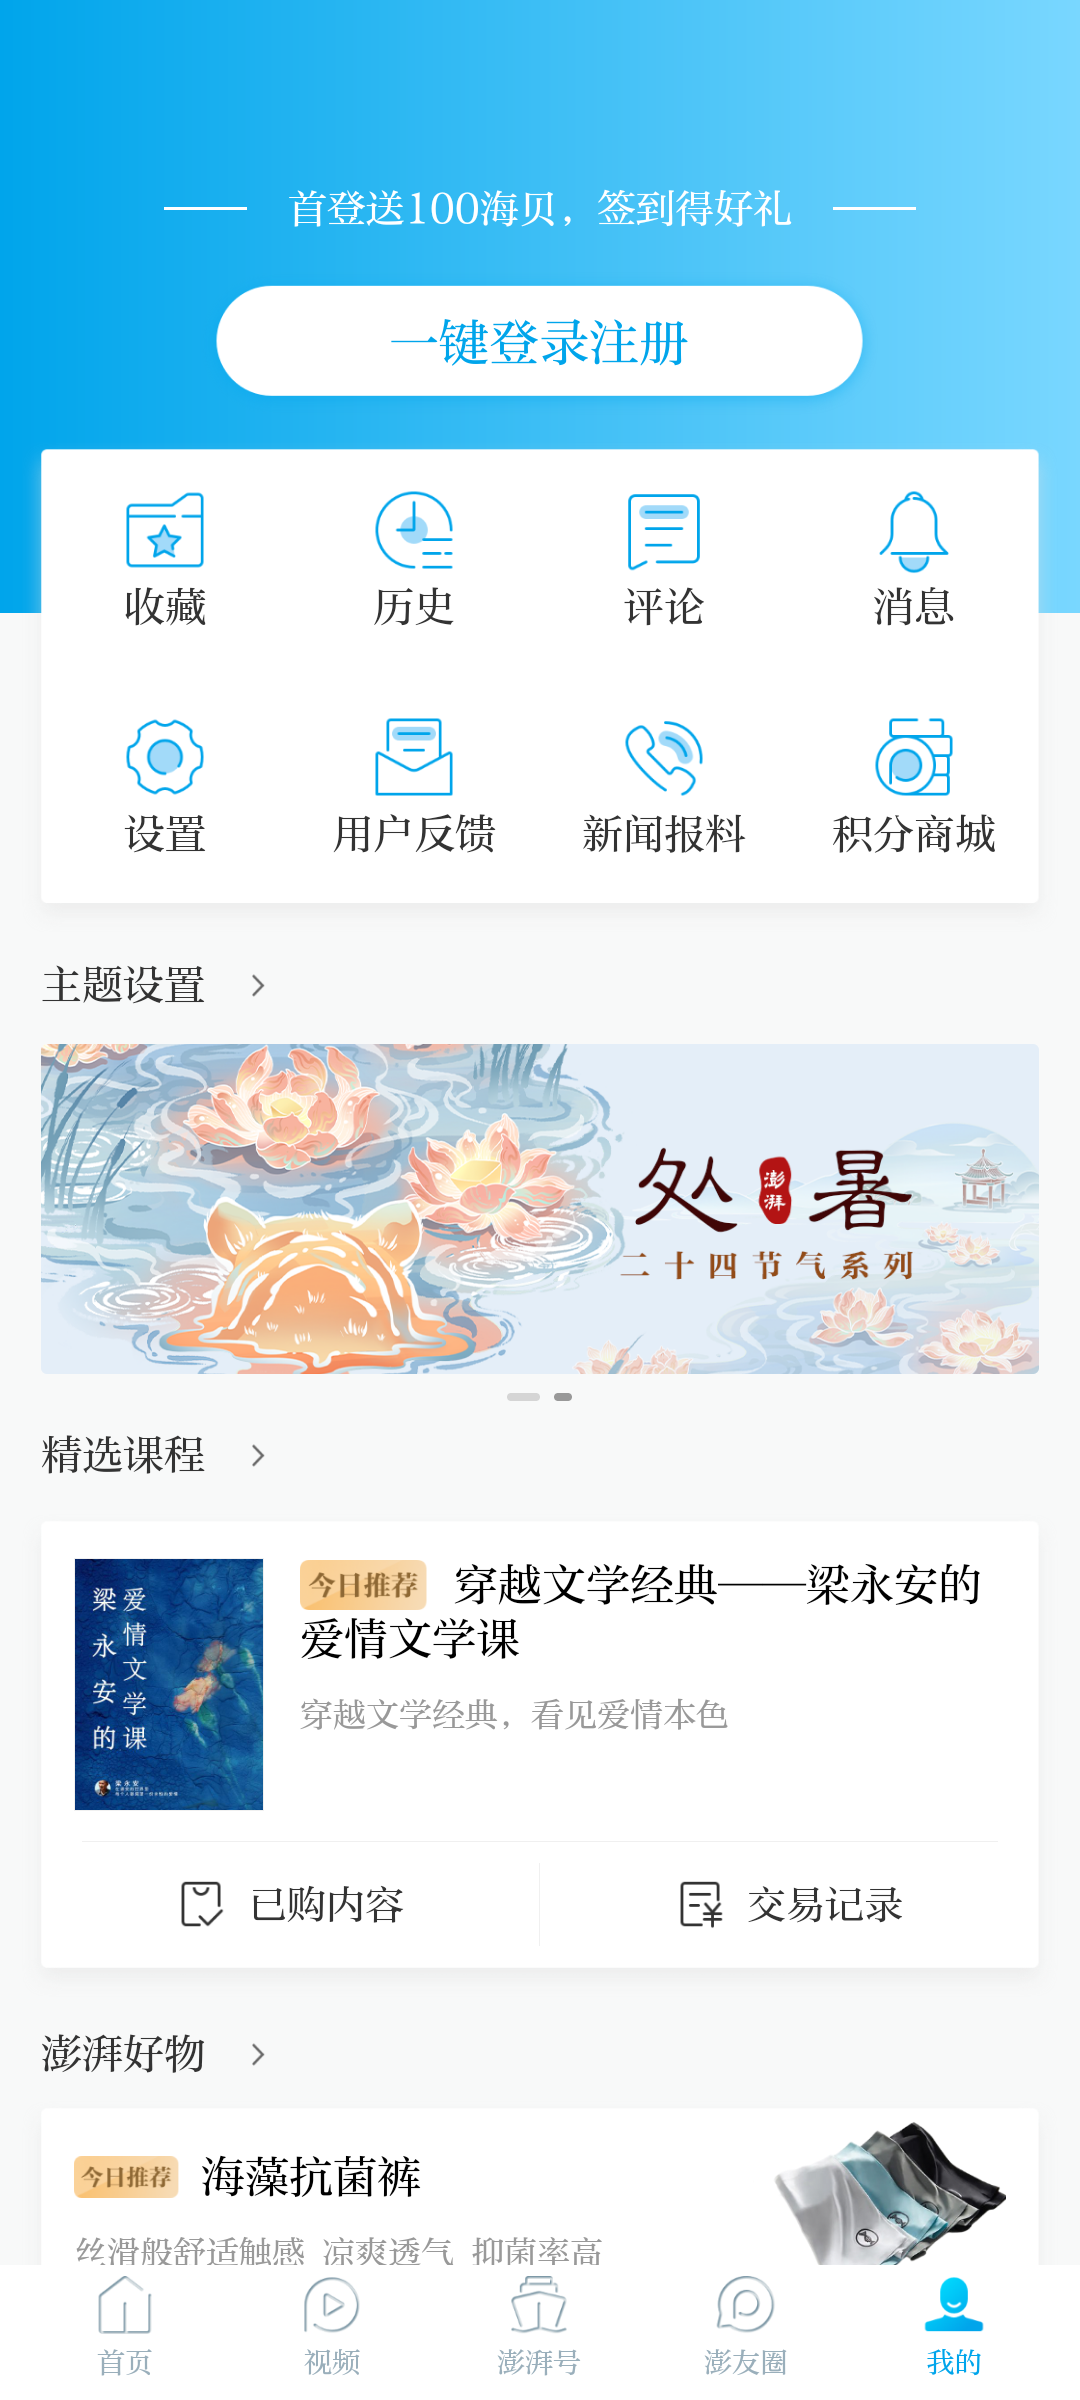 首登送100海贝，签到得好礼
一键登录注册
收藏
历史
评论
消息
设置
用户反馈
新闻报料
积分商城
主题设置
处暑
澎湃
二十四节气系列
精选课程
爱情文学课
梁永安的
梁永安
今日推荐 穿越文学经典——梁永安的
爱情文学课
穿越文学经典，看见爱情本色
已购内容
交易记录
澎湃好物
今日推荐 海藻抗菌裤
丝滑般舒适触感 凉爽透气 抑菌率高
首页
视频
澎湃号
澎友圈
我的